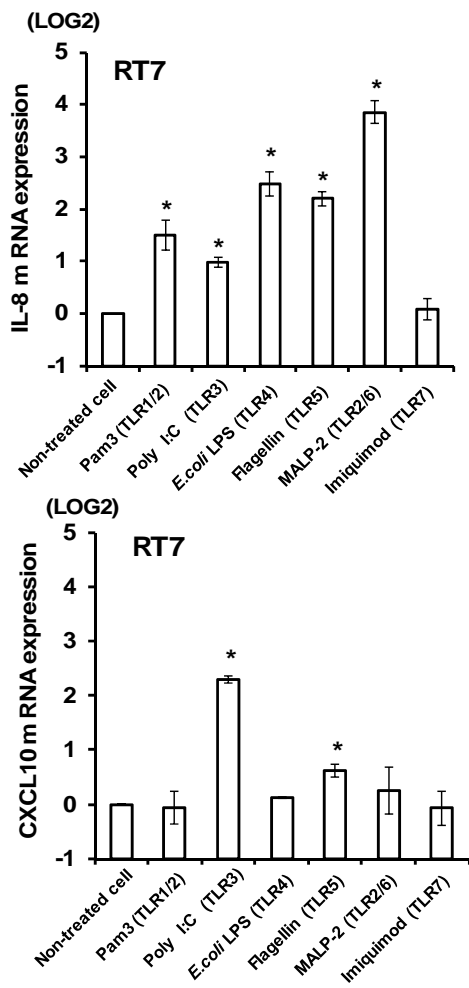 (LOG2)
RT7
IL-8 m RNA expression
5
4
3
2
1
0
-1
*
*
*
*
*
Non-treated cell
Pam3 (TLR1/2)
Poly I:C (TLR3)
E.coli LPS (TLR4)
Flagellin (TLR5)
MALP-2 (TLR2/6)
Imiquimod (TLR7)
(LOG2)
RT7
CXCL10 m RNA expression
5
4
3
2
1
0
-1
*
*
Non-treated cell
Pam3 (TLR1/2)
Poly I:C (TLR3)
E.coli LPS (TLR4)
Flagellin (TLR5)
MALP-2 (TLR2/6)
Imiquimod (TLR7)